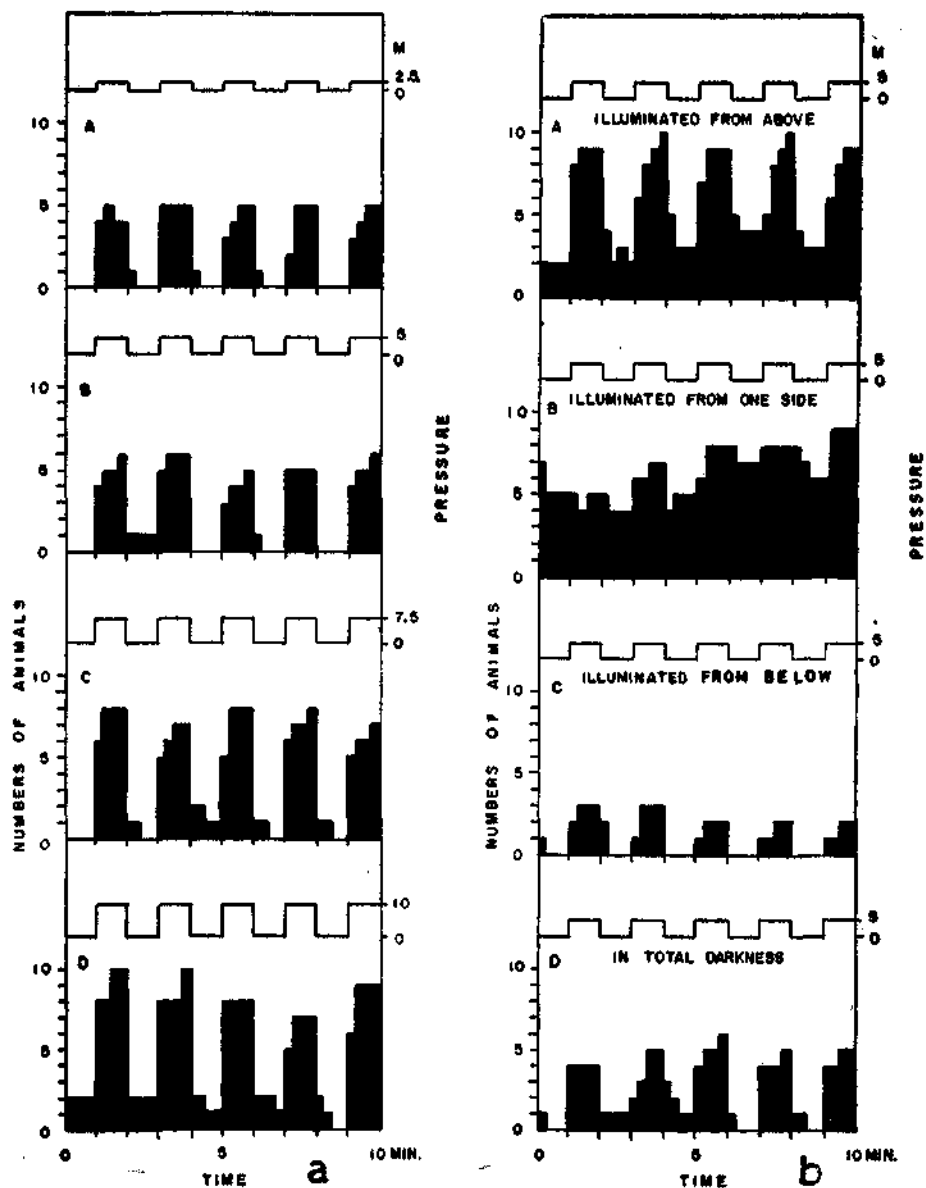 M
2.5
0
A
10
5
0
5
0
B
10
5
0
7.5
0
C
10
5
0
10
0
D
10
5
0
0 5 10 MIN.
TIME
a
NUMBERS OF ANIMALS
PRESSURE
M
5
0
A ILLUMINATED FROM ABOVE
10
5
0
5
0
B ILLUMINATED FROM ONE SIDE
10
5
0
5
0
C ILLUMINATED FROM BELOW
10
5
0
5
0
D IN TOTAL DARKNESS
10
5
0
0 5 10 MIN.
TIME
b
NUMBERS OF ANIMALS
PRESSURE